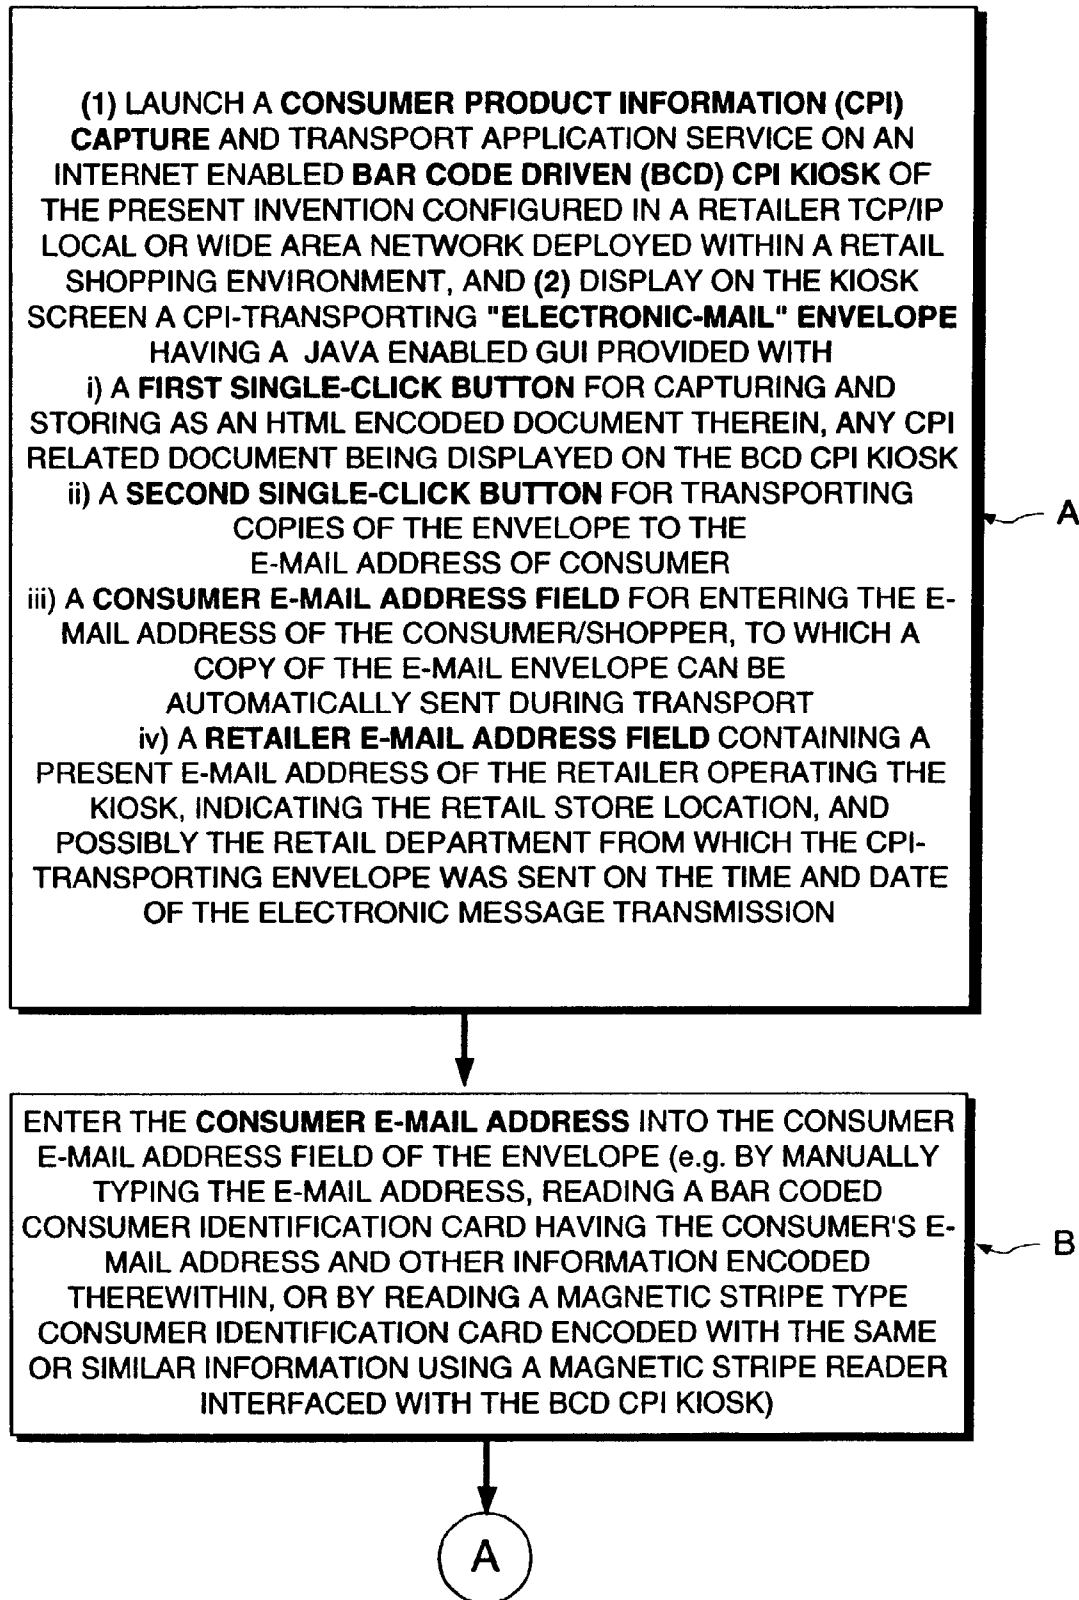 (1) LAUNCH A CONSUMER PRODUCT INFORMATION (CPI)
CAPTURE AND TRANSPORT APPLICATION SERVICE ON AN
INTERNET ENABLED BAR CODE DRIVEN (BCD) CPI KIOSK OF
THE PRESENT INVENTION CONFIGURED IN A RETAILER TCP/IP
LOCAL OR WIDE AREA NETWORK DEPLOYED WITHIN A RETAIL
SHOPPING ENVIRONMENT, AND (2) DISPLAY ON THE KIOSK
SCREEN A CPI-TRANSPORTING "ELECTRONIC-MAIL" ENVELOPE
HAVING A JAVA ENABLED GUI PROVIDED WITH
i) A FIRST SINGLE-CLICK BUTTON FOR CAPTURING AND
STORING AS AN HTML ENCODED DOCUMENT THEREIN, ANY CPI
RELATED DOCUMENT BEING DISPLAYED ON THE BCD CPI KIOSK
ii) A SECOND SINGLE-CLICK BUTTON FOR TRANSPORTING
COPIES OF THE ENVELOPE TO THE
E-MAIL ADDRESS OF CONSUMER
iii) A CONSUMER E-MAIL ADDRESS FIELD FOR ENTERING THE E-
MAIL ADDRESS OF THE CONSUMER/SHOPPER, TO WHICH A
COPY OF THE E-MAIL ENVELOPE CAN BE
AUTOMATICALLY SENT DURING TRANSPORT
iv) A RETAILER E-MAIL ADDRESS FIELD CONTAINING A
PRESENT E-MAIL ADDRESS OF THE RETAILER OPERATING THE
KIOSK, INDICATING THE RETAIL STORE LOCATION, AND
POSSIBLY THE RETAIL DEPARTMENT FROM WHICH THE CPI-
TRANSPORTING ENVELOPE WAS SENT ON THE TIME AND DATE
OF THE ELECTRONIC MESSAGE TRANSMISSION
A
ENTER THE CONSUMER E-MAIL ADDRESS INTO THE CONSUMER
E-MAIL ADDRESS FIELD OF THE ENVELOPE (e.g. BY MANUALLY
TYPING THE E-MAIL ADDRESS, READING A BAR CODED
CONSUMER IDENTIFICATION CARD HAVING THE CONSUMER'S E-
MAIL ADDRESS AND OTHER INFORMATION ENCODED
THEREWITHIN, OR BY READING A MAGNETIC STRIPE TYPE
CONSUMER IDENTIFICATION CARD ENCODED WITH THE SAME
OR SIMILAR INFORMATION USING A MAGNETIC STRIPE READER
INTERFACED WITH THE BCD CPI KIOSK)
B
A